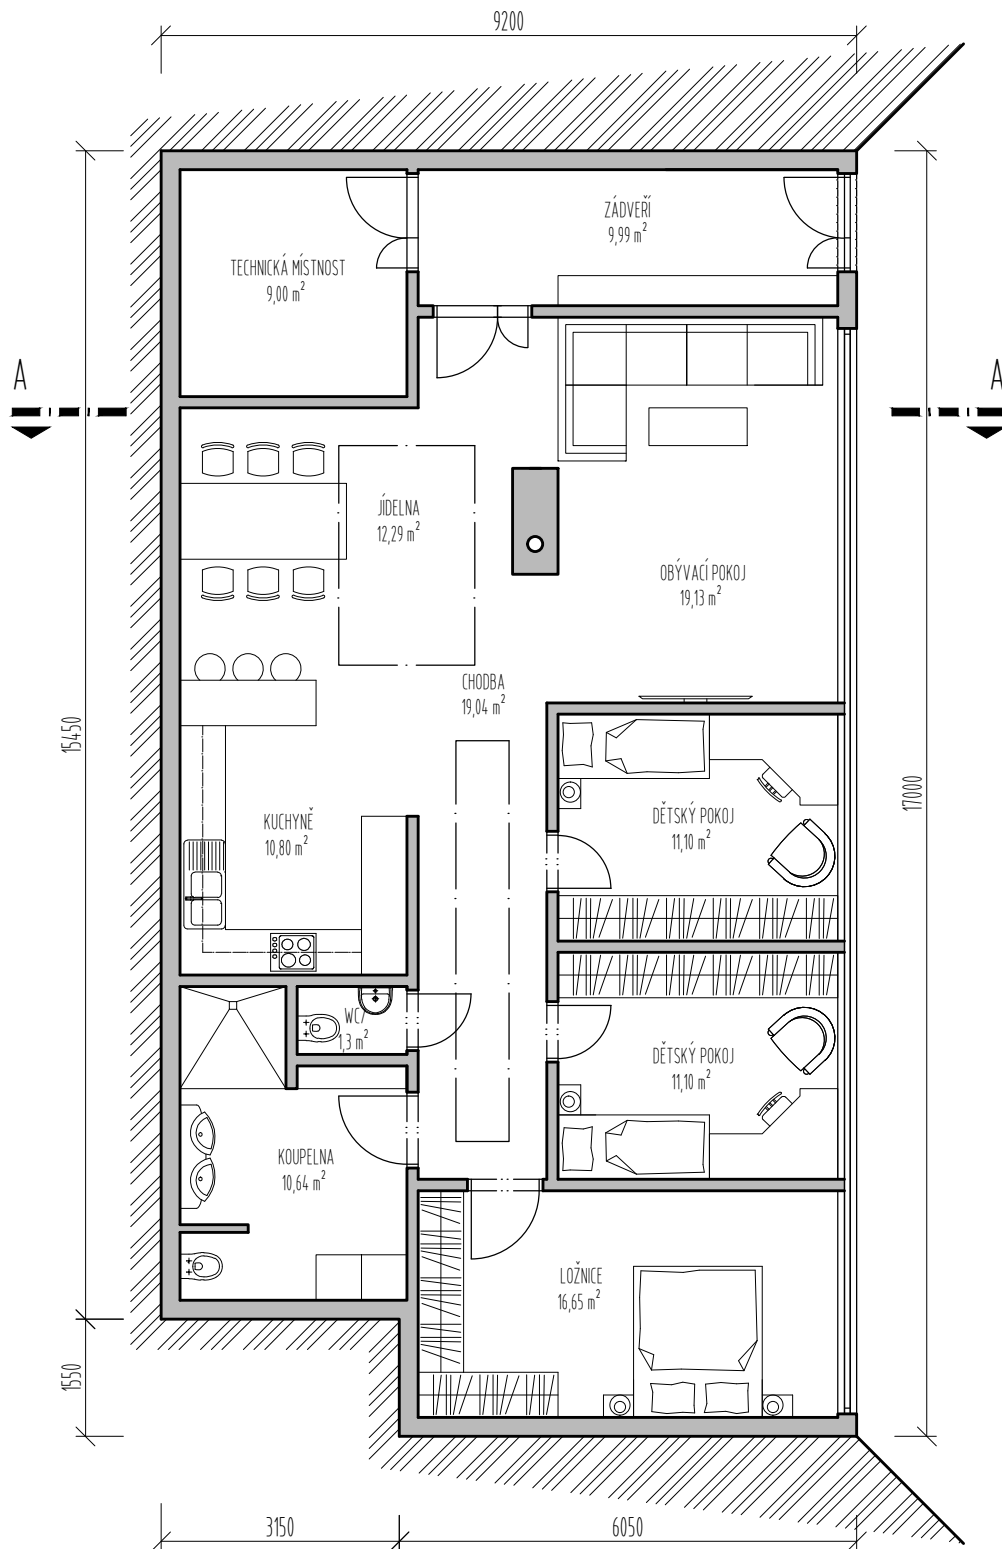 9200
ZÁDVEŘÍ
9,99 m²
TECHNICKÁ MÍSTNOST
9,00 m²
A
A
JÍDELNA
12,29 m²
OBÝVACÍ POKOJ
19,13 m²
CHODBA
19,04 m²
15450
17000
KUCHYNĚ
10,80 m²
DĚTSKÝ POKOJ
11,10 m²
WC
1,3 m²
DĚTSKÝ POKOJ
11,10 m²
KOUPELNA
10,64 m²
LOŽNICE
16,65 m²
1550
3150
6050